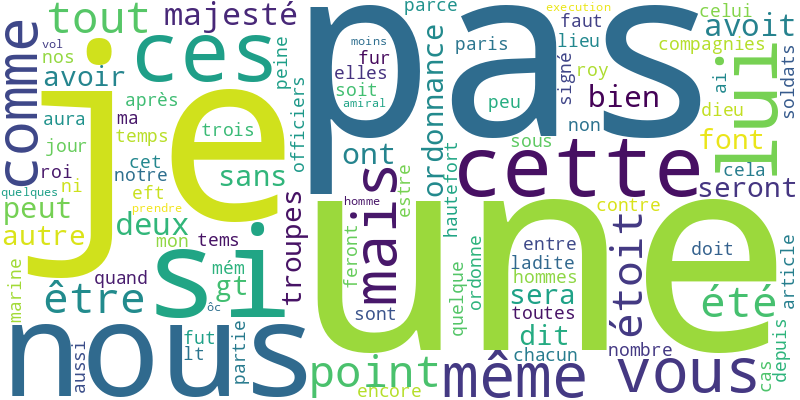 tout
majesté
parce
execution
celui
vol
nos
avoir
ces
je
pas
moins
fur
elles
soit
amiral
paris
lieu
faut
signé
roy
avoit
compagnies
ai
soldats
comme
peine
après
aura
ma
jour
temps
trois
officiers
ordonnance
peu
bien
dieu
lui
roi
cet
notre
sans
ont
non
sous
font
cela
quelques
ni
eft
prendre
peut
deux
mais
estre
hautefort
cette
seront
autre
mon
tems
troupes
homme
une
contre
si
quand
mém
gt
feront
entre
ladite
hommes
étoit
doit
article
marine
être
ôc
sont
quelque
ordonne
sera
toutes
été
nous
fut
lt
partie
dit
chacun
nombre
depuis
aussi
point
encore
même
vous
cas